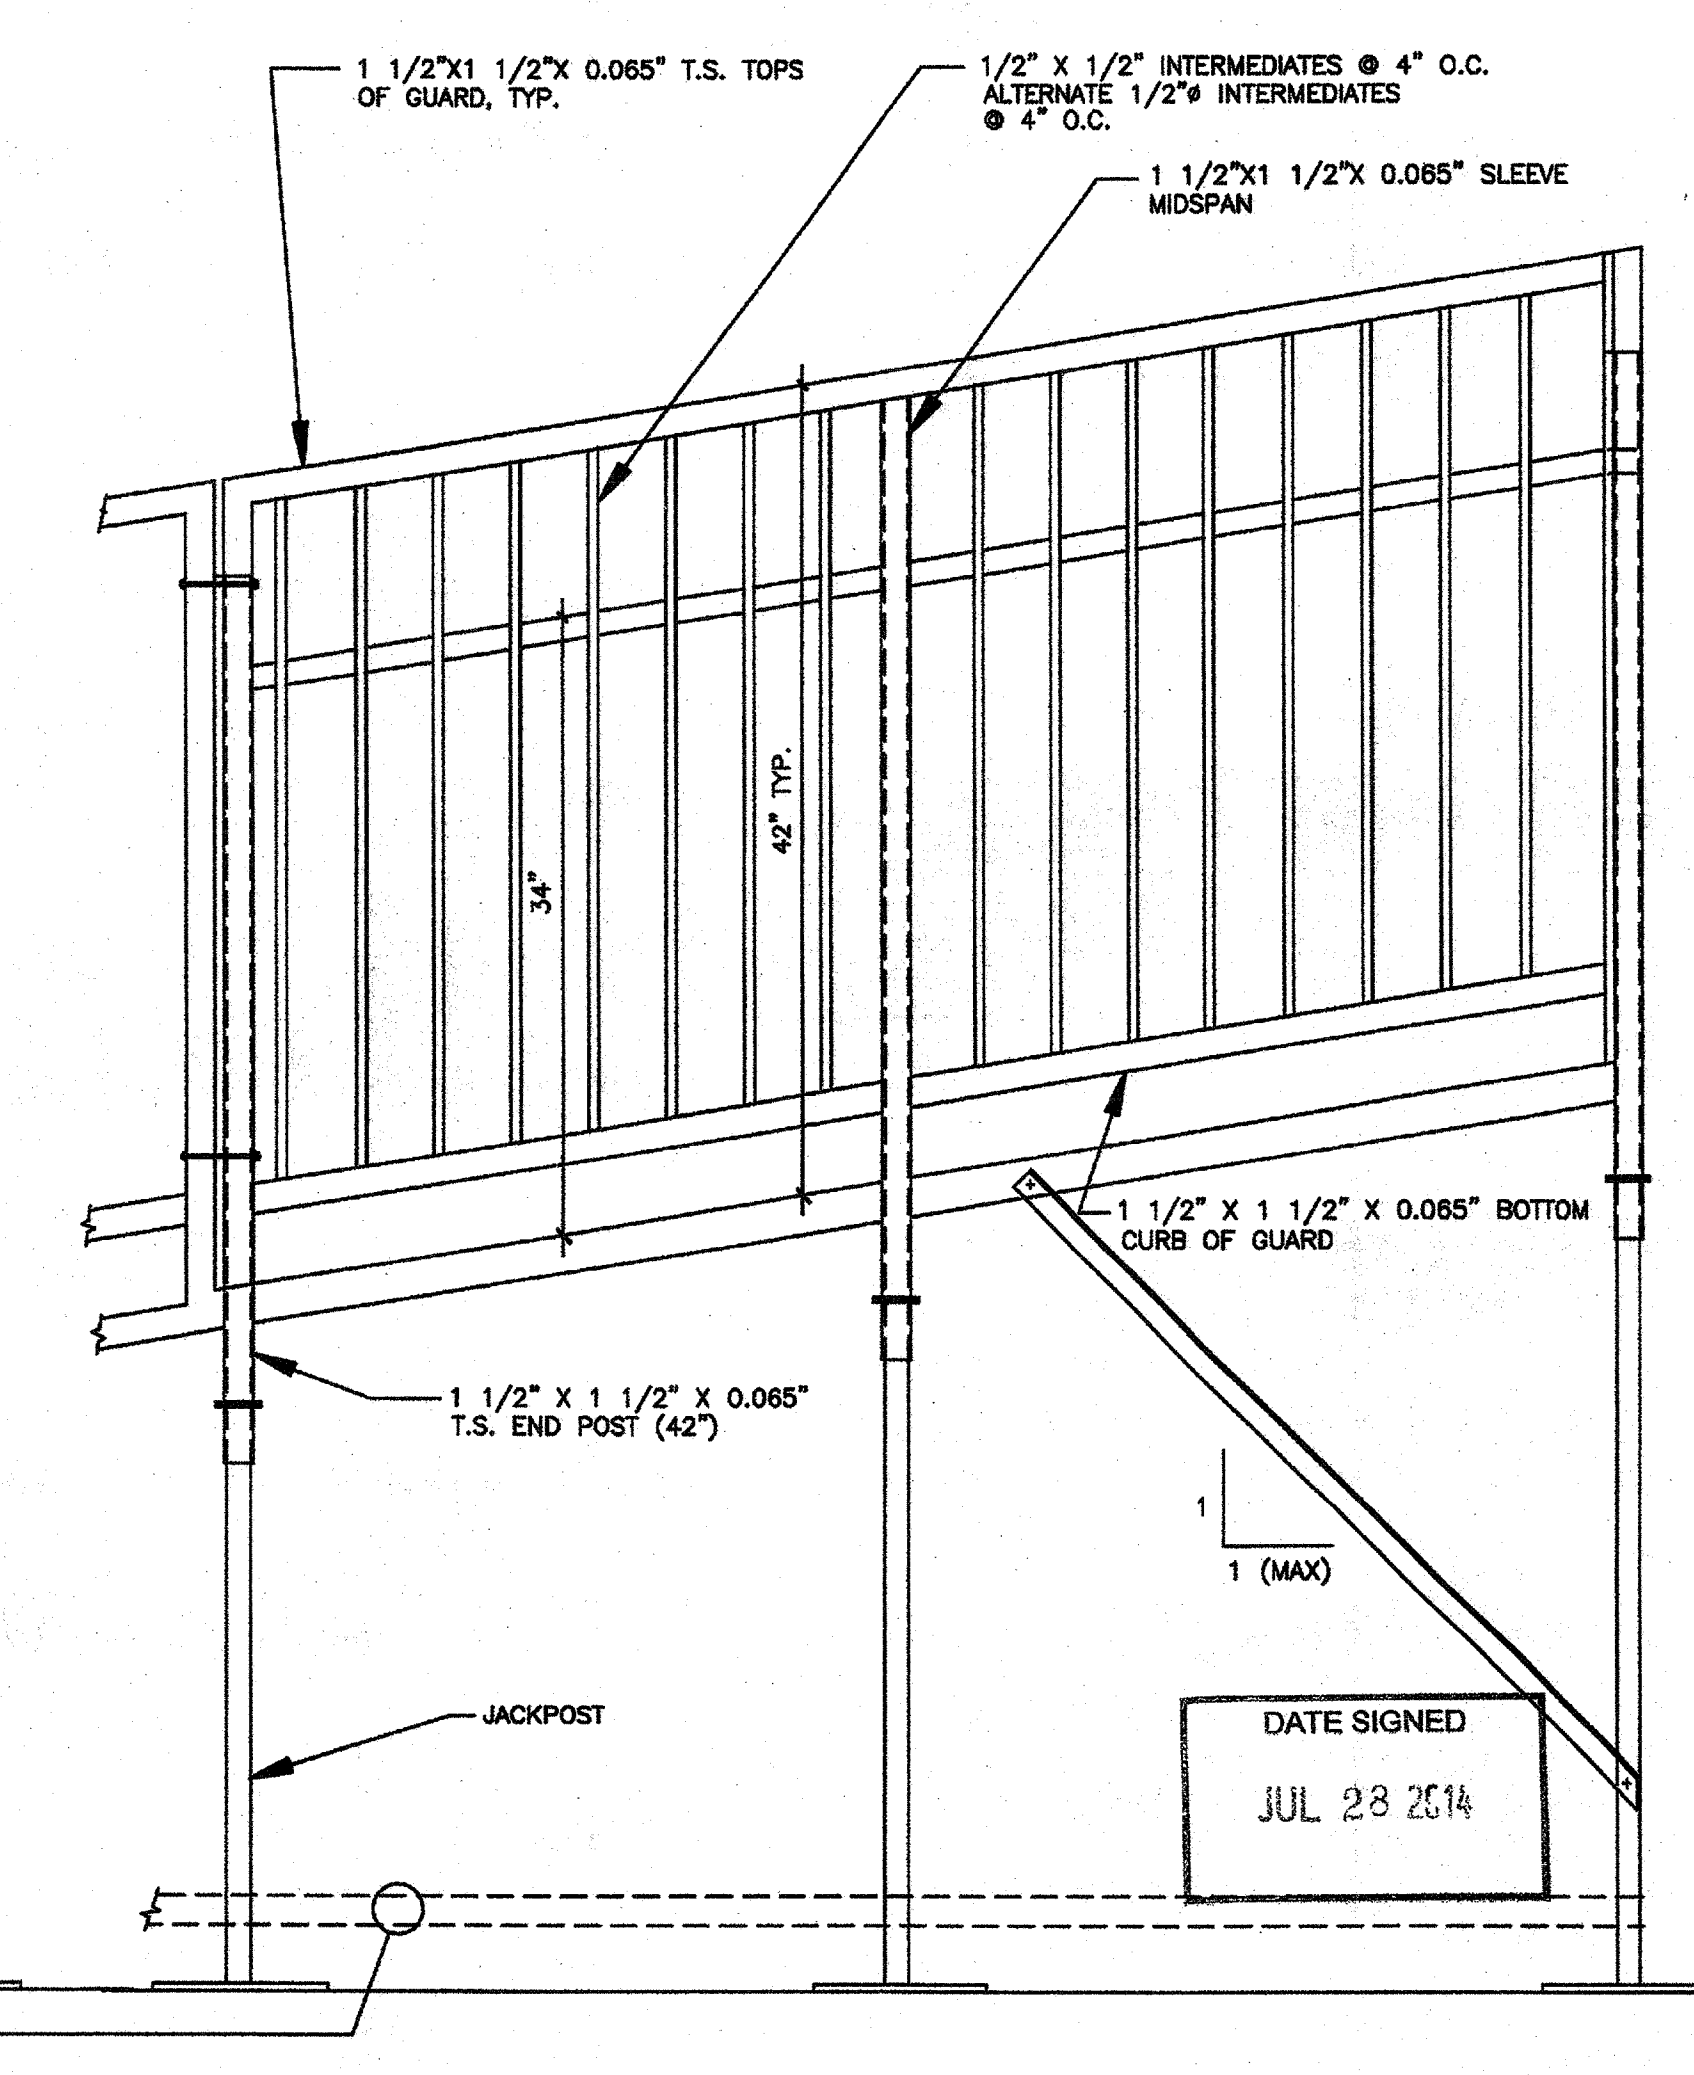 1 1/2"X1 1/2"X 0.065" T.S. TOPS
OF GUARD, TYP.
1/2" X 1/2" INTERMEDIATES @ 4" O.C.
ALTERNATE 1/2"ø INTERMEDIATES
@ 4" O.C.
1 1/2"X1 1/2"X 0.065" SLEEVE
MIDSPAN
42" TYP.
34"
1 1/2" X 1 1/2" X 0.065" BOTTOM
CURB OF GUARD
1 1/2" X 1 1/2" X 0.065"
T.S. END POST (42")
1
1 (MAX)
JACKPOST
DATE SIGNED
JUL 28 2014